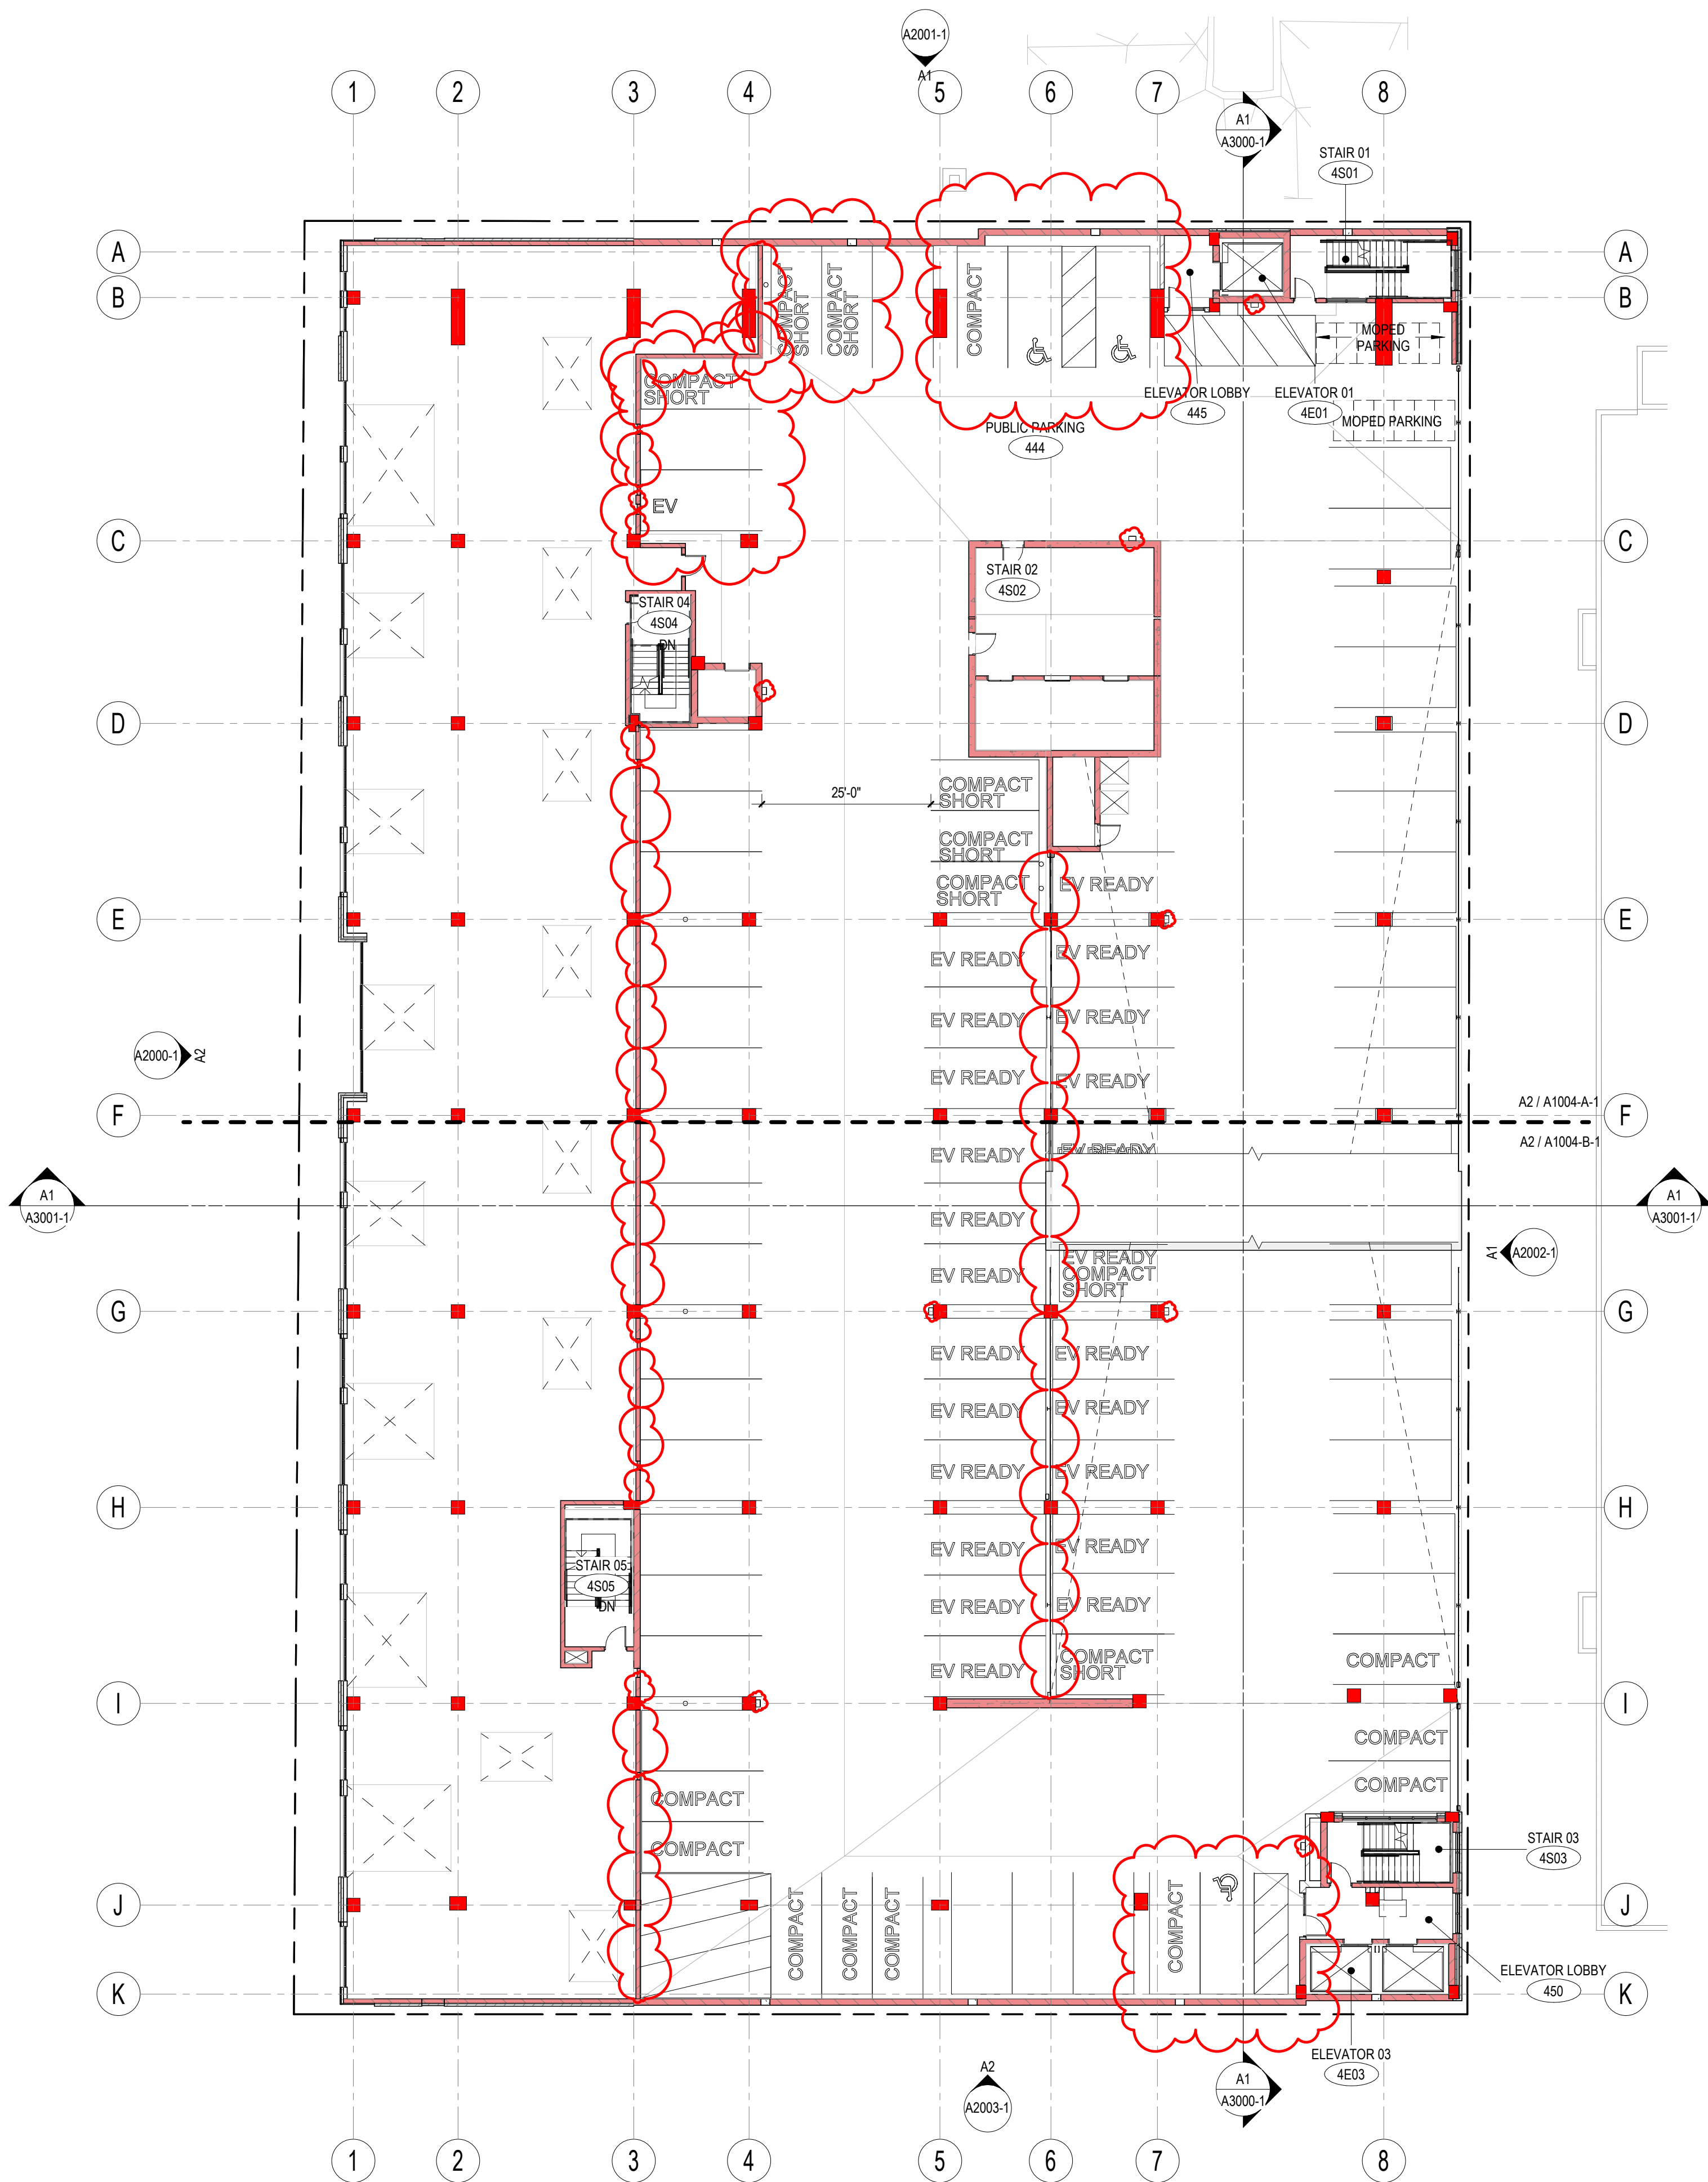 A2001-1
A1
1
2
3
4
5
6
7
8
A1
A3000-1
STAIR 01
4S01
A
A
B
B
COMPACT
SHORT
COMPACT
SHORT
COMPACT
MOPED
PARKING
COMPACT
SHORT
ELEVATOR LOBBY
445
ELEVATOR 01
4E01
MOPED PARKING
PUBLIC PARKING
444
EV
C
C
STAIR 02
4S02
STAIR 04
4S04
DN
D
D
25'-0"
COMPACT
SHORT
COMPACT
SHORT
COMPACT
SHORT
EV READY
E
E
EV READY
EV READY
EV READY
EV READY
EV READY
EV READY
A2000-1
A2
A2 / A1004-A-1
F
F
A2 / A1004-B-1
EV READY
EV READY
A1
A3001-1
A1
A3001-1
EV READY
A1
A2002-1
EV READY
EV READY
COMPACT
SHORT
G
G
EV READY
EV READY
EV READY
EV READY
EV READY
EV READY
H
H
EV READY
EV READY
STAIR 05
4S05
DN
EV READY
EV READY
EV READY
COMPACT
SHORT
COMPACT
I
I
COMPACT
COMPACT
COMPACT
COMPACT
STAIR 03
4S03
J
J
COMPACT
COMPACT
COMPACT
COMPACT
ELEVATOR LOBBY
450
K
K
ELEVATOR 03
4E03
A2
A2003-1
A1
A3000-1
1
2
3
4
5
6
7
8